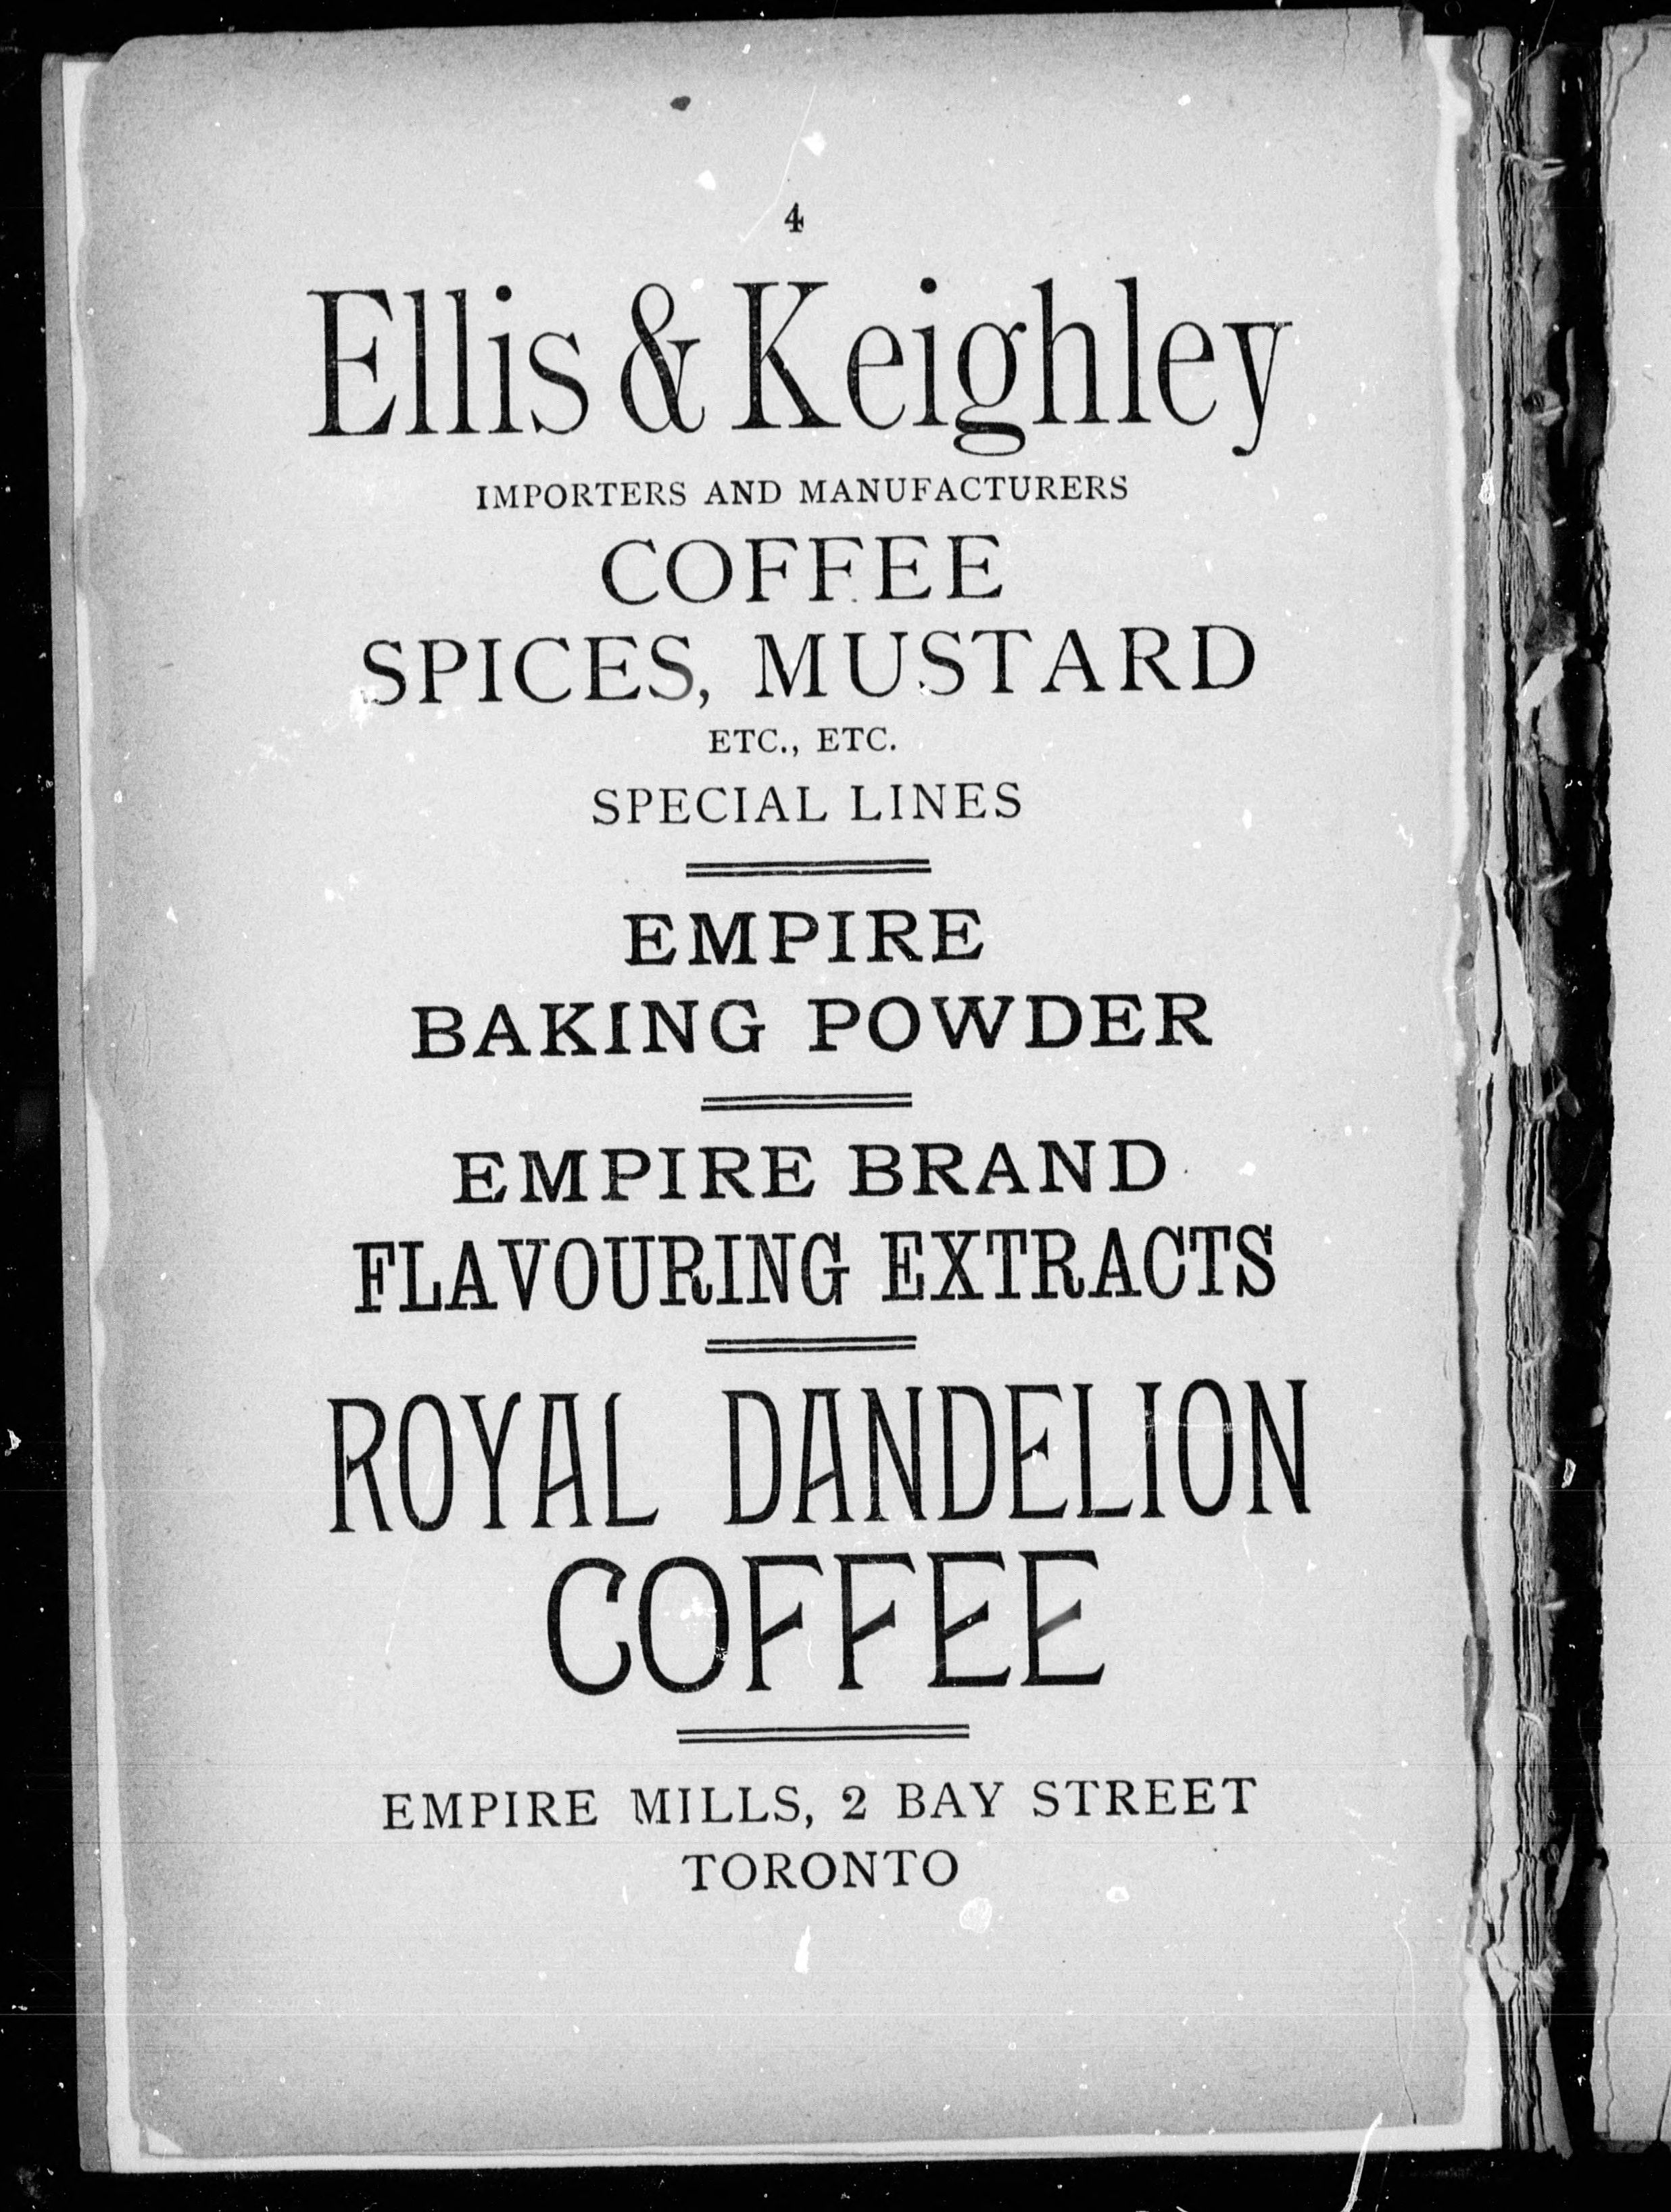 4
Ellis & Keighley
IMPORTERS AND MANUFACTURERS
COFFEE
SPICES, MUSTARD
ETC., ETC.
SPECIAL LINES
EMPIRE
BAKING POWDER
EMPIRE BRAND
FLAVOURING EXTRACTS
ROYAL DANDELION
COFFEE
EMPIRE MILLS, 2 BAY STREET
TORONTO